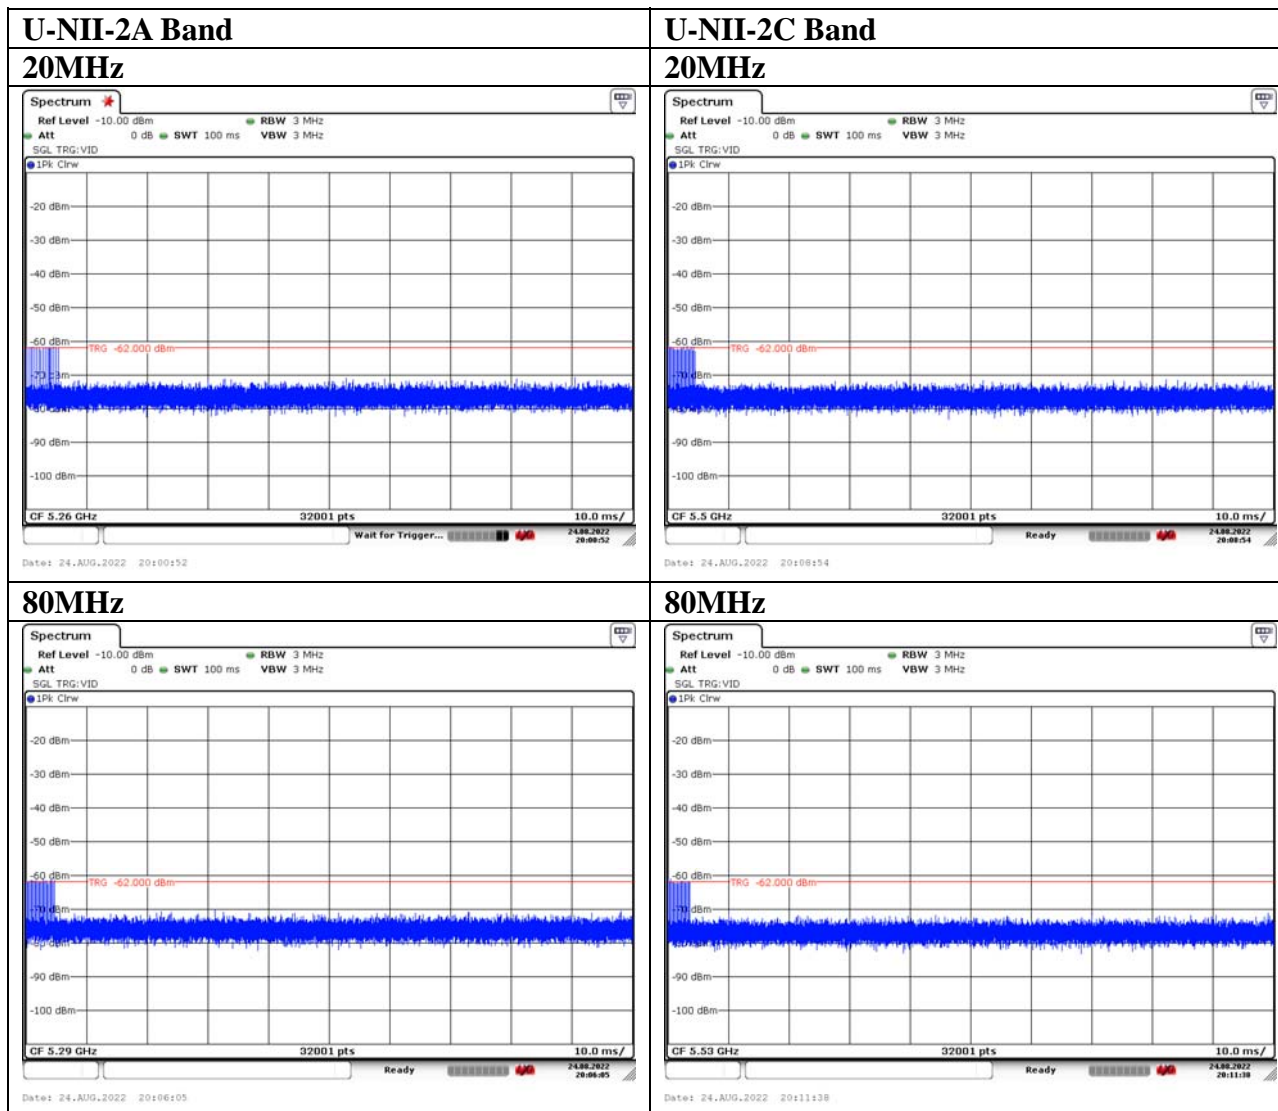 U-NII-2A Band
U-NII-2C Band
20MHz
20MHz
Spectrum
Ref Level -10.00 dBm RBW 3 MHz
Att 0 dB SWT 100 ms VBW 3 MHz
SGL TRG:VID
1Pk Clrw
-20 dBm
-30 dBm
-40 dBm
-50 dBm
-60 dBm
TRG -62.000 dBm
-90 dBm
-100 dBm
CF 5.26 GHz 32001 pts 10.0 ms/
Wait for Trigger... 24.08.2022
20:00:52
Date: 24.AUG.2022 20:00:52
Spectrum
Ref Level -10.00 dBm RBW 3 MHz
Att 0 dB SWT 100 ms VBW 3 MHz
SGL TRG:VID
1Pk Clrw
-20 dBm
-30 dBm
-40 dBm
-50 dBm
-60 dBm
TRG -62.000 dBm
-70 dBm
-90 dBm
-100 dBm
CF 5.5 GHz 32001 pts 10.0 ms/
Ready 24.08.2022
20:08:54
Date: 24.AUG.2022 20:08:54
80MHz
80MHz
Spectrum
Ref Level -10.00 dBm RBW 3 MHz
Att 0 dB SWT 100 ms VBW 3 MHz
SGL TRG:VID
1Pk Clrw
-20 dBm
-30 dBm
-40 dBm
-50 dBm
-60 dBm
TRG -62.000 dBm
-70 dBm
-90 dBm
-100 dBm
CF 5.29 GHz 32001 pts 10.0 ms/
Ready 24.08.2022
20:06:05
Date: 24.AUG.2022 20:06:05
Spectrum
Ref Level -10.00 dBm RBW 3 MHz
Att 0 dB SWT 100 ms VBW 3 MHz
SGL TRG:VID
1Pk Clrw
-20 dBm
-30 dBm
-40 dBm
-50 dBm
-60 dBm
TRG -62.000 dBm
-70 dBm
-90 dBm
-100 dBm
CF 5.53 GHz 32001 pts 10.0 ms/
Ready 24.08.2022
20:11:38
Date: 24.AUG.2022 20:11:38